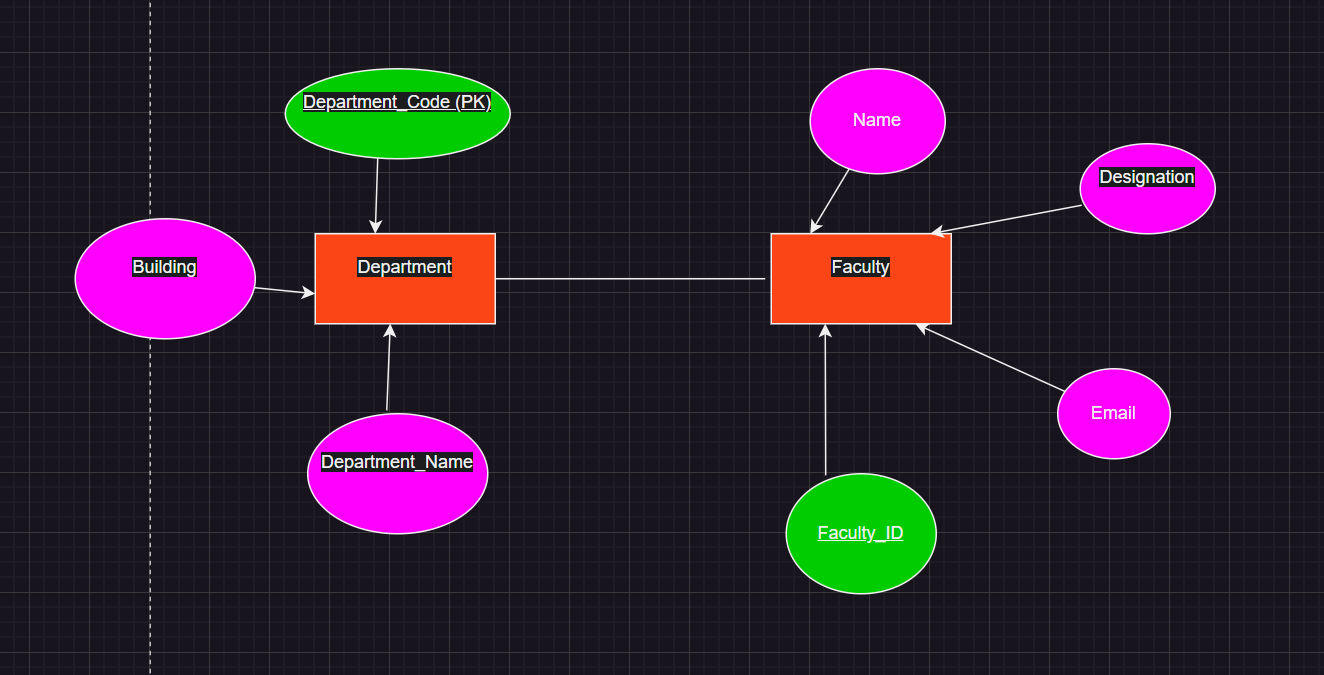 Department_Code (PK)
Name
Designation
Building
Department
Faculty
Email
Department_Name
Faculty_ID